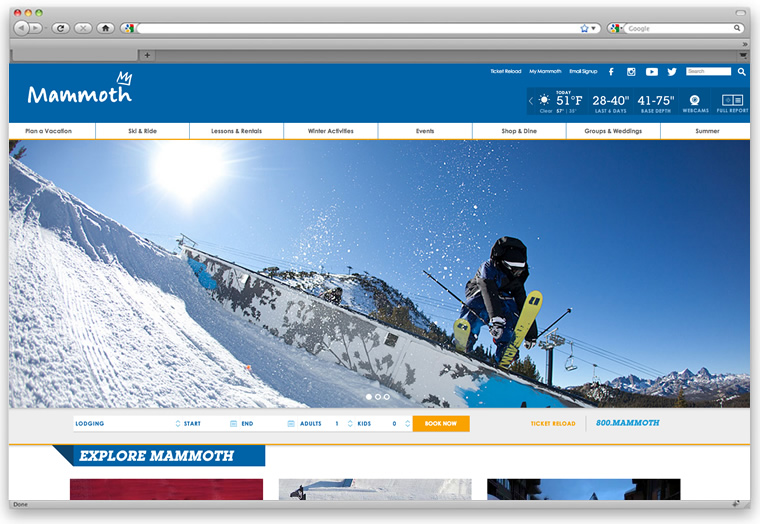 Google
Ticket Reload My Mammoth Email Signup Search
Mammoth
TODAY
51°F 28-40" 41-75"
Clear 57° | 35° LAST 6 DAYS BASE DEPTH WEBCAMS FULL REPORT
Plan a Vacation Ski & Ride Lessons & Rentals Winter Activities Events Shop & Dine Groups & Weddings Summer
LODGING START END ADULTS 1 KIDS 0 BOOK NOW TICKET RELOAD 800.MAMMOTH
EXPLORE MAMMOTH
Done